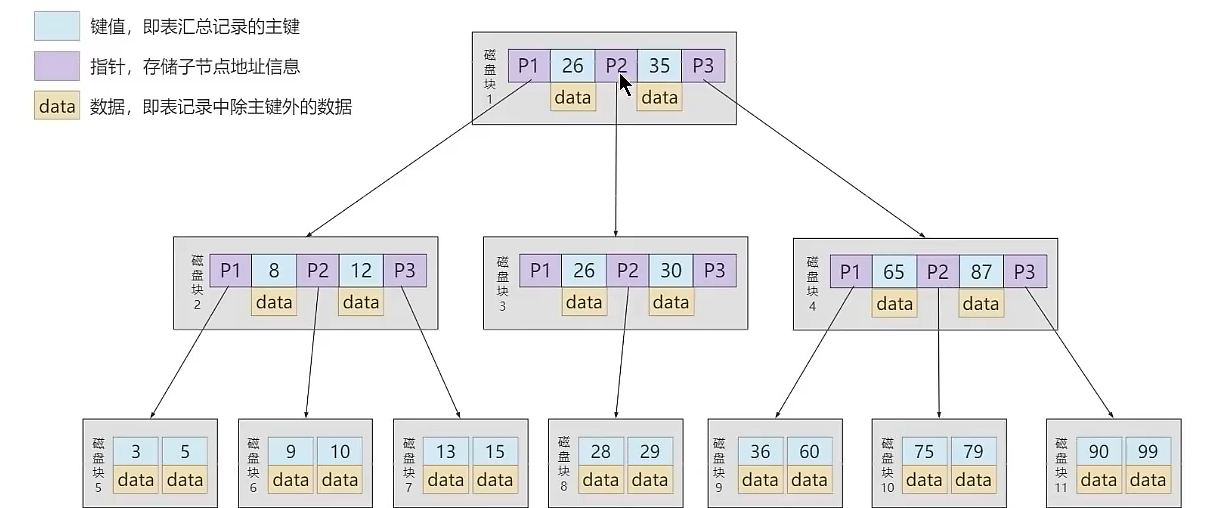 键值，即表汇总记录的主键
指针，存储子节点地址信息
data 数据，即表记录中除主键外的数据
磁盘块1
P1 26 P2 35 P3
data data
磁盘块2
P1 8 P2 12 P3
data data
磁盘块3
P1 26 P2 30 P3
data data
磁盘块4
P1 65 P2 87 P3
data data
磁盘块5
3 5
data data
磁盘块6
9 10
data data
磁盘块7
13 15
data data
磁盘块8
28 29
data data
磁盘块9
36 60
data data
磁盘块10
75 79
data data
磁盘块11
90 99
data data